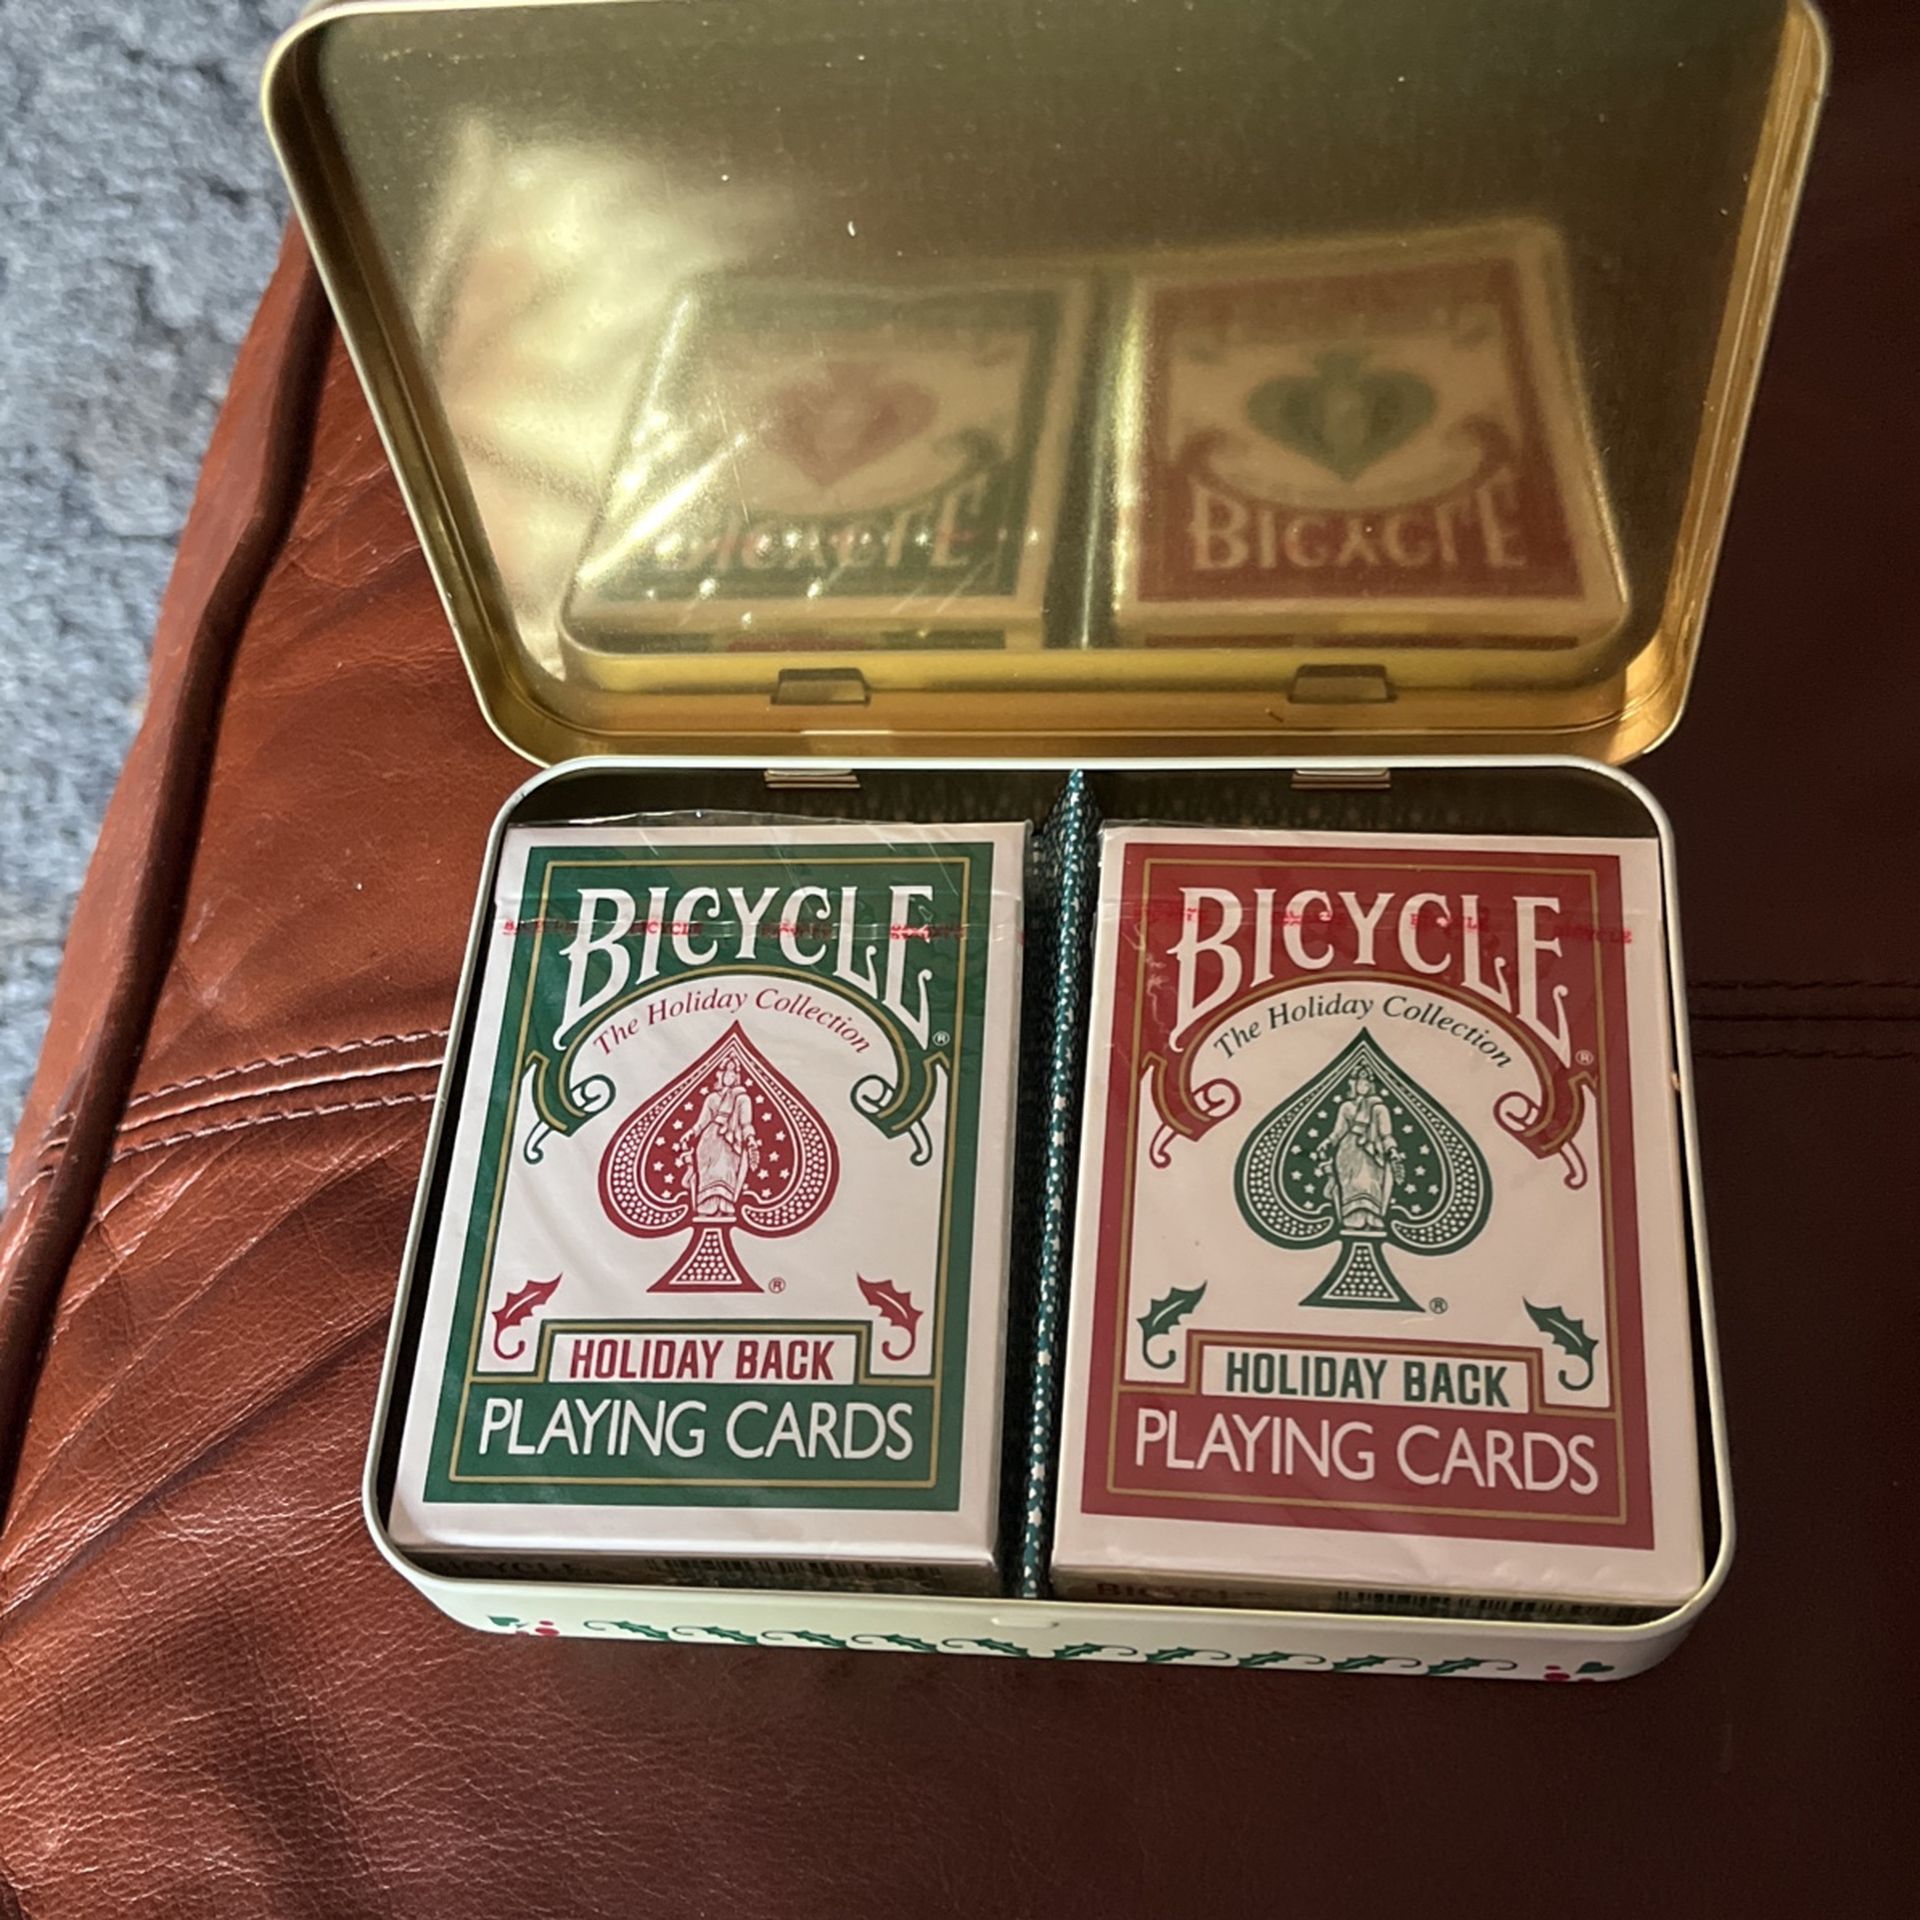 BICYCLE®
The Holiday Collection
®
HOLIDAY BACK
PLAYING CARDS
BICYCLE
BICYCLE®
The Holiday Collection
®
HOLIDAY BACK
PLAYING CARDS
BICYCLE